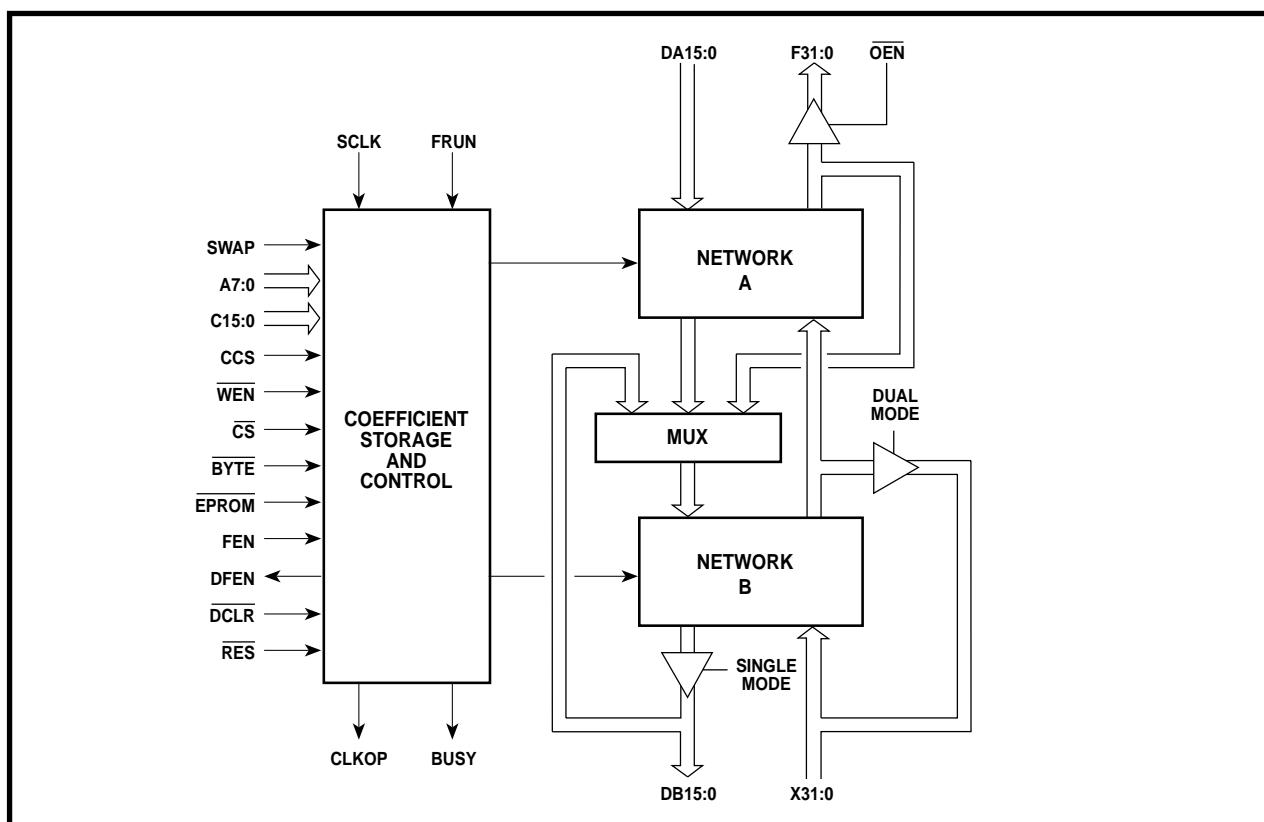 DA15:0
F31:0
OEN
SCLK
FRUN
SWAP
A7:0
C15:0
CCS
WEN
CS
BYTE
EPROM
FEN
DFEN
DCLR
RES
COEFFICIENT
STORAGE
AND
CONTROL
NETWORK
A
MUX
DUAL
MODE
NETWORK
B
SINGLE
MODE
CLKOP
BUSY
DB15:0
X31:0